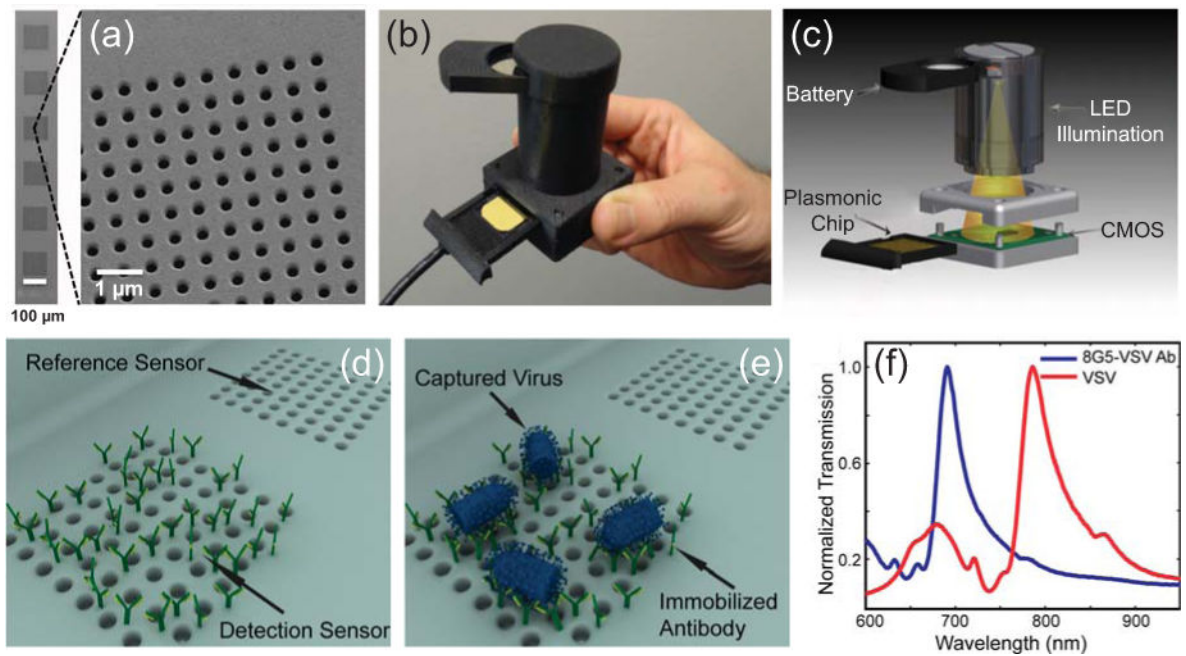 (a)
1 µm
100 µm
(b)
(c)
Battery
LED
Illumination
Plasmonic
Chip
CMOS
(d)
Reference Sensor
Detection Sensor
(e)
Captured Virus
Immobilized
Antibody
(f)
8G5-VSV Ab
VSV
Normalized Transmission
1.0
0.6
0.2
600
700
800
900
Wavelength (nm)